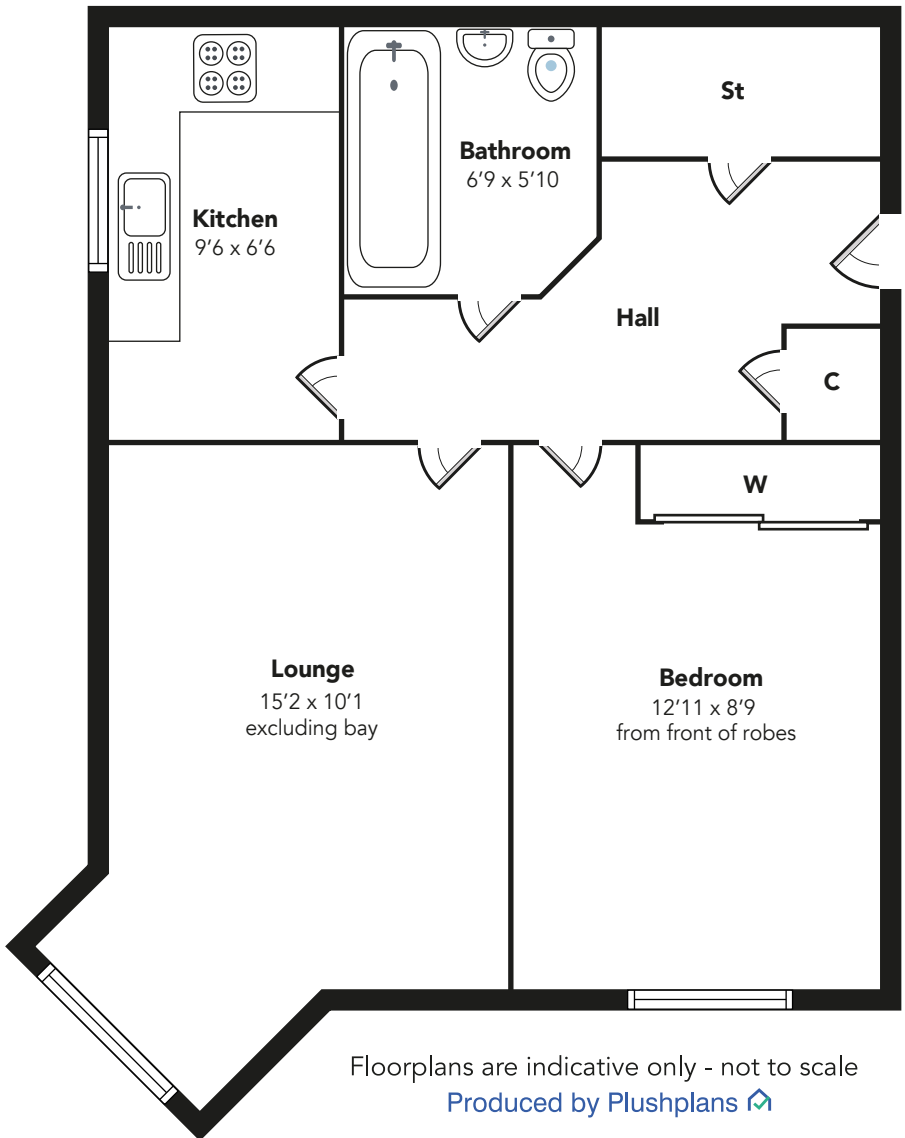 St
Bathroom
6'9 x 5'10
Kitchen
9'6 x 6'6
Hall
C
W
Lounge
15'2 x 10'1
excluding bay
Bedroom
12'11 x 8'9
from front of robes
Floorplans are indicative only - not to scale
Produced by Plushplans